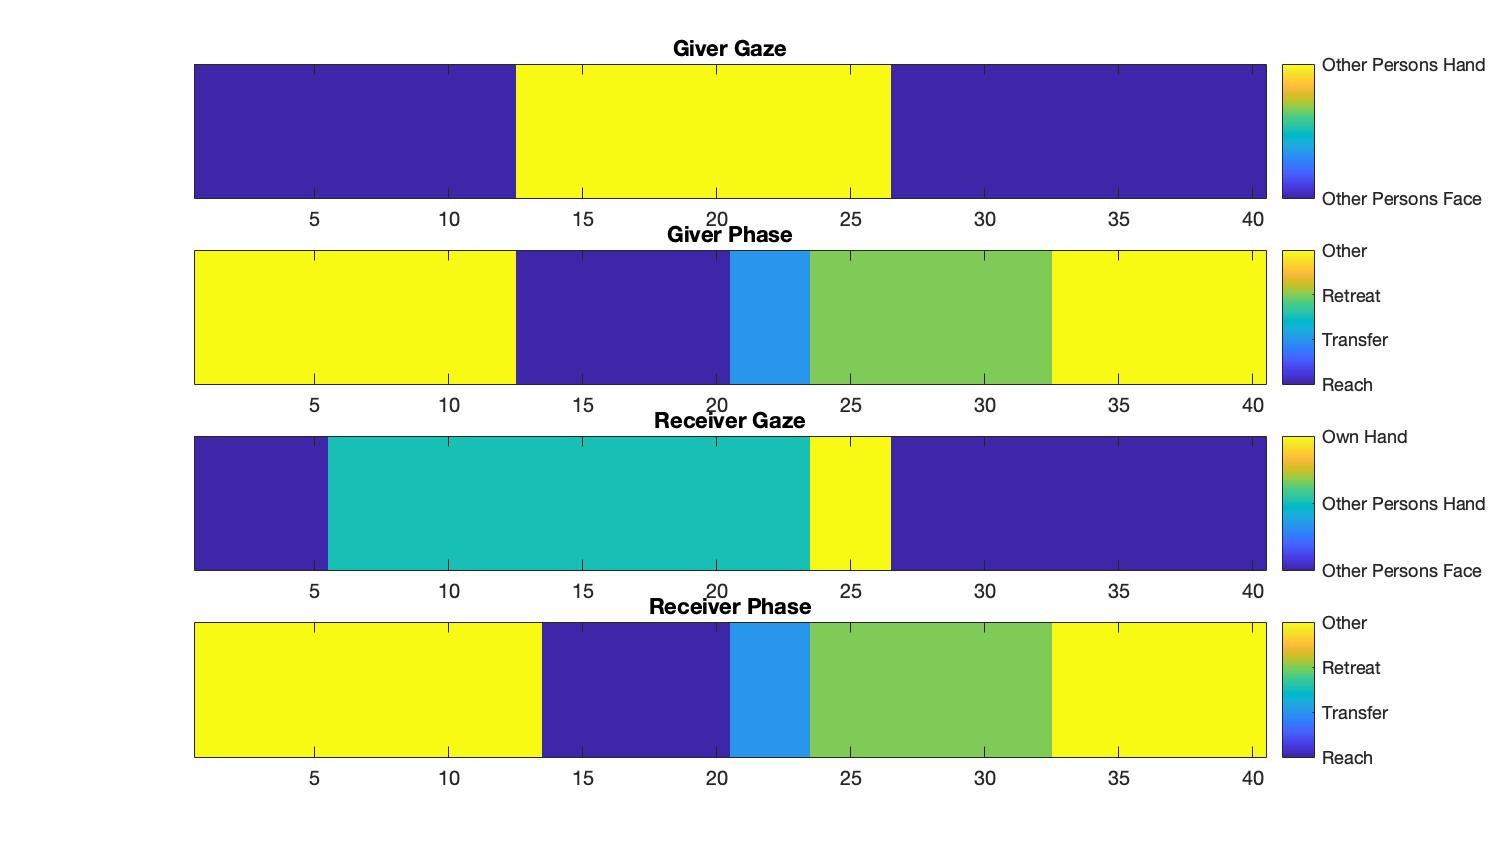 Giver Gaze
Other Persons Hand
Other Persons Face
5 10 15 20 25 30 35 40
Giver Phase
Other
Retreat
Transfer
Reach
5 10 15 20 25 30 35 40
Receiver Gaze
Own Hand
Other Persons Hand
Other Persons Face
5 10 15 20 25 30 35 40
Receiver Phase
Other
Retreat
Transfer
Reach
5 10 15 20 25 30 35 40